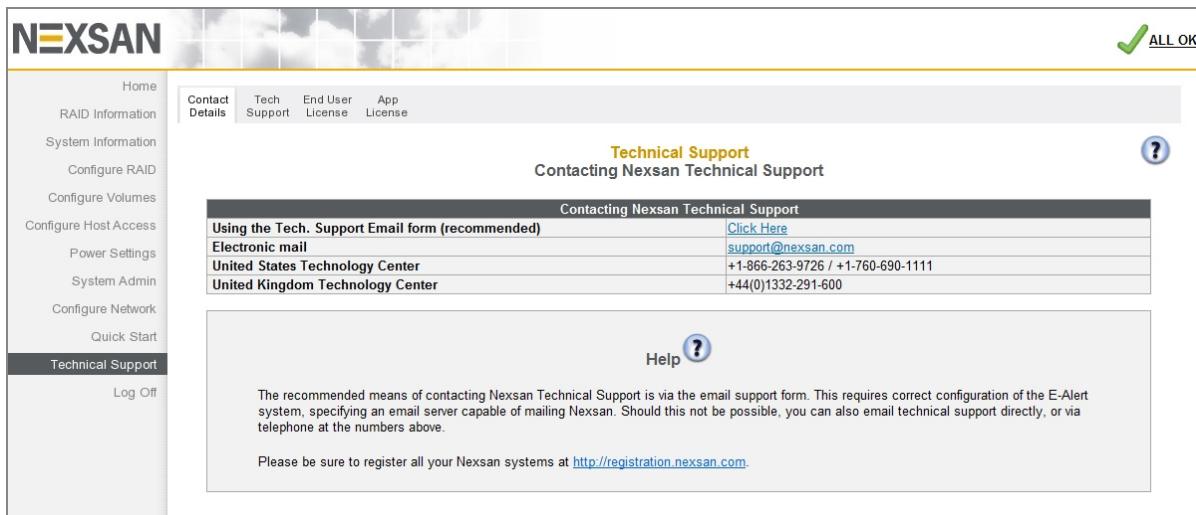 NEXSAN
ALL OK
Home
RAID Information
System Information
Configure RAID
Configure Volumes
Configure Host Access
Power Settings
System Admin
Configure Network
Quick Start
Technical Support
Log Off
Contact Details
Tech Support
End User License
App License
Technical Support
Contacting Nexsan Technical Support
Contacting Nexsan Technical Support
Using the Tech. Support Email form (recommended) Click Here
Electronic mail support@nexsan.com
United States Technology Center +1-866-263-9726 / +1-760-690-1111
United Kingdom Technology Center +44(0)1332-291-600
Help
The recommended means of contacting Nexsan Technical Support is via the email support form. This requires correct configuration of the E-Alert
system, specifying an email server capable of mailing Nexsan. Should this not be possible, you can also email technical support directly, or via
telephone at the numbers above.
Please be sure to register all your Nexsan systems at http://registration.nexsan.com.